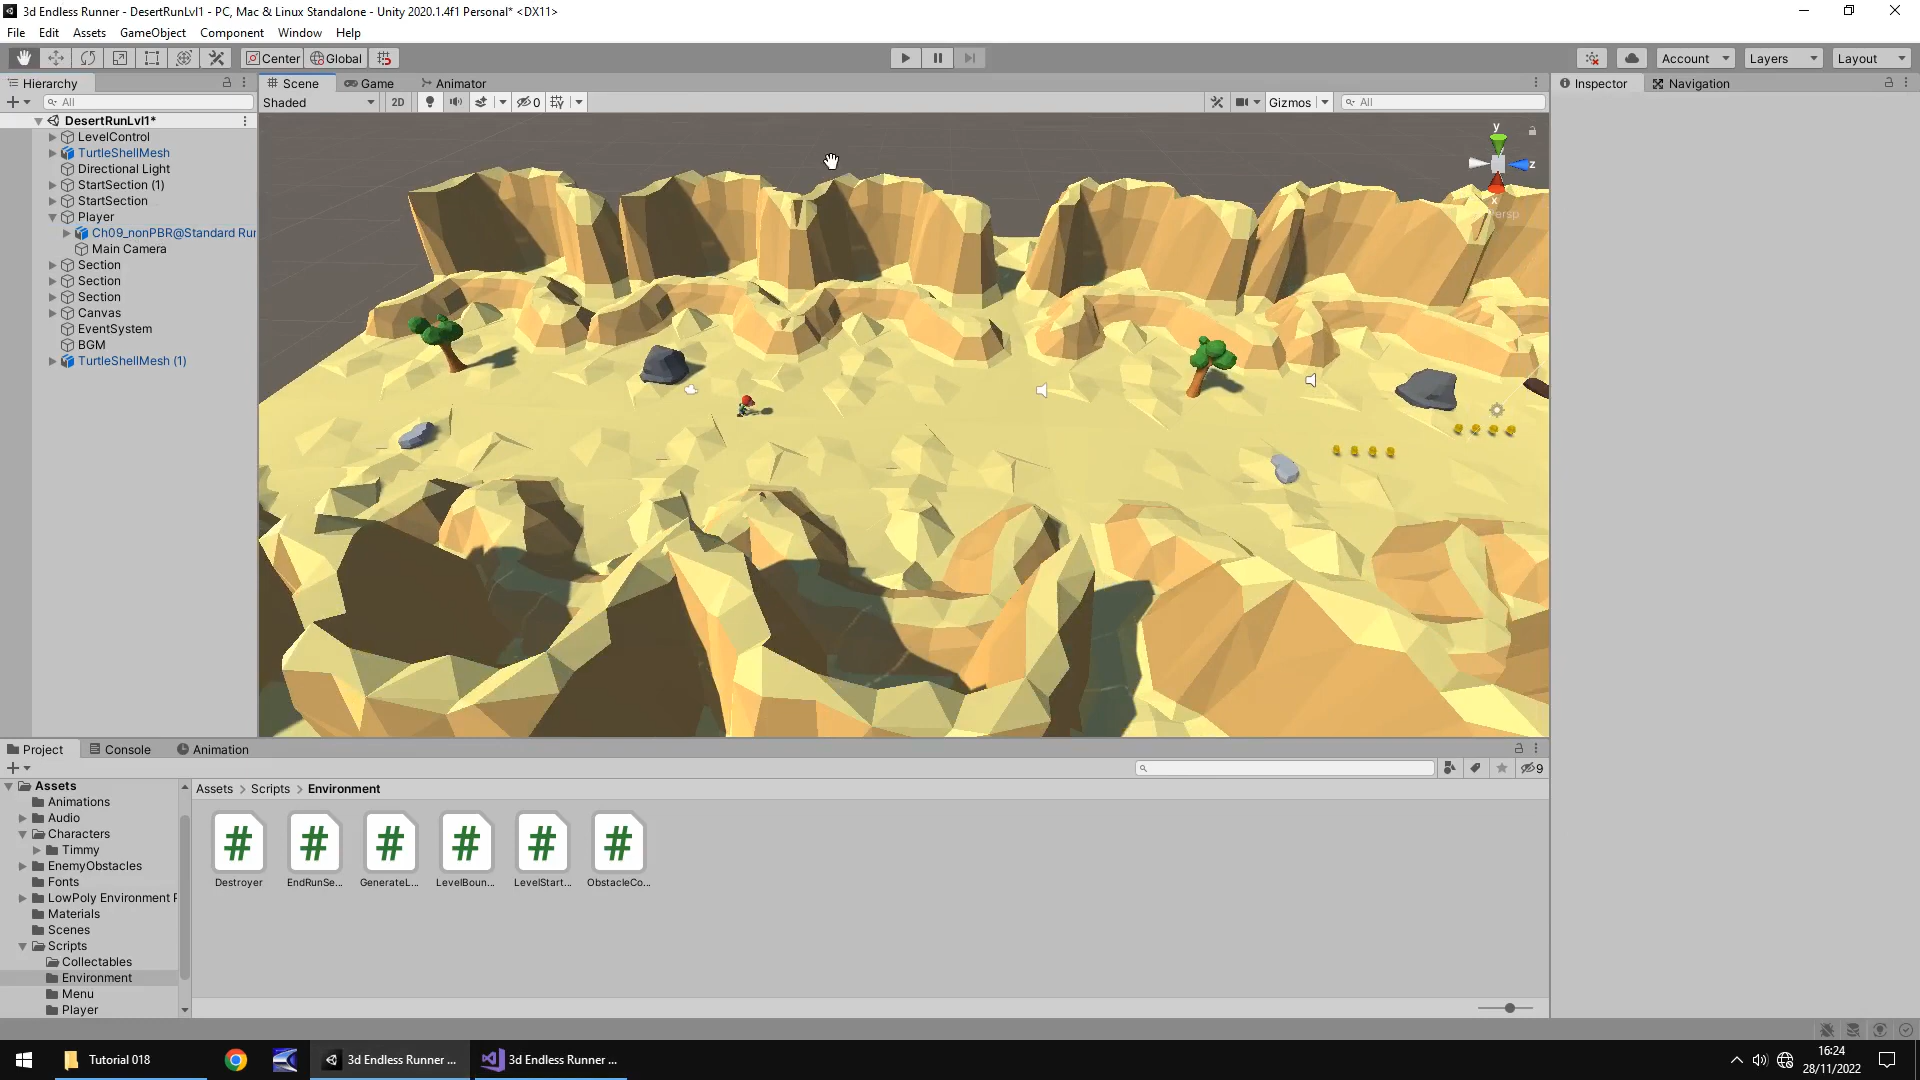 3d Endless Runner - DesertRunLvl1 - PC, Mac & Linux Standalone - Unity 2020.1.4f1 Personal* <DX11>
File Edit Assets GameObject Component Window Help
Center Global Account Layers Layout
Hierarchy
All
DesertRunLvl1*
LevelControl
TurtleShellMesh
Directional Light
StartSection (1)
StartSection
Player
Ch09_nonPBR@Standard Rur
Main Camera
Section
Section
Section
Canvas
EventSystem
BGM
TurtleShellMesh (1)
Scene Game Animator
Shaded 2D 0 Gizmos All
y
z
x
Persp
Inspector Navigation
Project Console Animation
9
Assets
Animations
Audio
Characters
Timmy
EnemyObstacles
Fonts
LowPoly Environment P
Materials
Scenes
Scripts
Collectables
Environment
Menu
Player
Assets > Scripts > Environment
Destroyer EndRunSe... GenerateL... LevelBoun... LevelStart... ObstacleCo...
Tutorial 018
3d Endless Runner ...
3d Endless Runner ...
16:24
28/11/2022